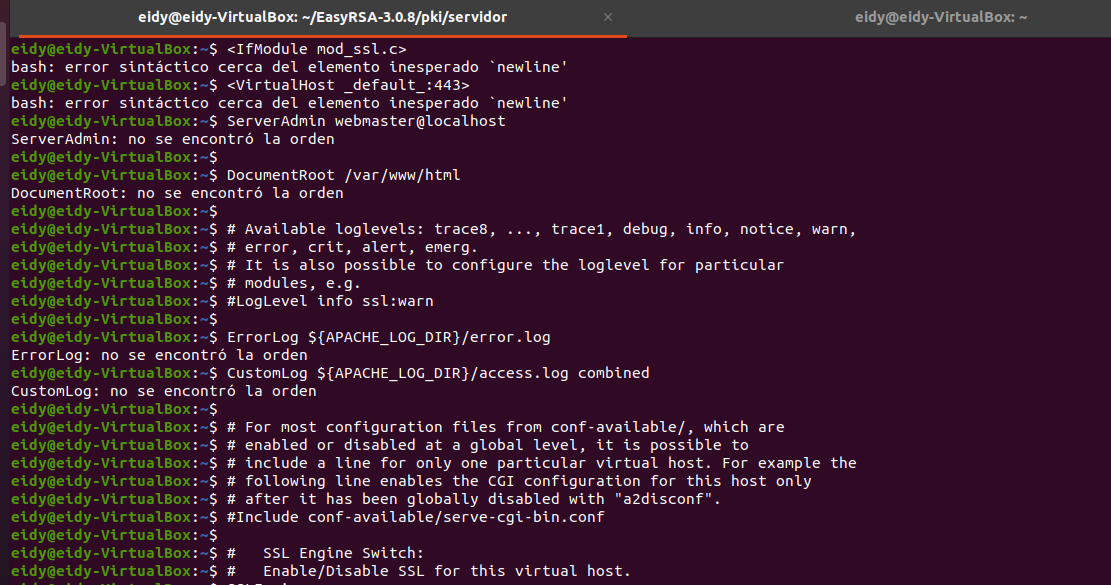 eidy@eidy-VirtualBox: ~/EasyRSA-3.0.8/pki/servidor × eidy@eidy-VirtualBox: ~
eidy@eidy-VirtualBox:~$ <IfModule mod_ssl.c>
bash: error sintáctico cerca del elemento inesperado `newline'
eidy@eidy-VirtualBox:~$ <VirtualHost _default_:443>
bash: error sintáctico cerca del elemento inesperado `newline'
eidy@eidy-VirtualBox:~$ ServerAdmin webmaster@localhost
ServerAdmin: no se encontró la orden
eidy@eidy-VirtualBox:~$
eidy@eidy-VirtualBox:~$ DocumentRoot /var/www/html
DocumentRoot: no se encontró la orden
eidy@eidy-VirtualBox:~$
eidy@eidy-VirtualBox:~$ # Available loglevels: trace8, ..., trace1, debug, info, notice, warn,
eidy@eidy-VirtualBox:~$ # error, crit, alert, emerg.
eidy@eidy-VirtualBox:~$ # It is also possible to configure the loglevel for particular
eidy@eidy-VirtualBox:~$ # modules, e.g.
eidy@eidy-VirtualBox:~$ #LogLevel info ssl:warn
eidy@eidy-VirtualBox:~$
eidy@eidy-VirtualBox:~$ ErrorLog ${APACHE_LOG_DIR}/error.log
ErrorLog: no se encontró la orden
eidy@eidy-VirtualBox:~$ CustomLog ${APACHE_LOG_DIR}/access.log combined
CustomLog: no se encontró la orden
eidy@eidy-VirtualBox:~$
eidy@eidy-VirtualBox:~$ # For most configuration files from conf-available/, which are
eidy@eidy-VirtualBox:~$ # enabled or disabled at a global level, it is possible to
eidy@eidy-VirtualBox:~$ # include a line for only one particular virtual host. For example the
eidy@eidy-VirtualBox:~$ # following line enables the CGI configuration for this host only
eidy@eidy-VirtualBox:~$ # after it has been globally disabled with "a2disconf".
eidy@eidy-VirtualBox:~$ #Include conf-available/serve-cgi-bin.conf
eidy@eidy-VirtualBox:~$
eidy@eidy-VirtualBox:~$ #   SSL Engine Switch:
eidy@eidy-VirtualBox:~$ #   Enable/Disable SSL for this virtual host.